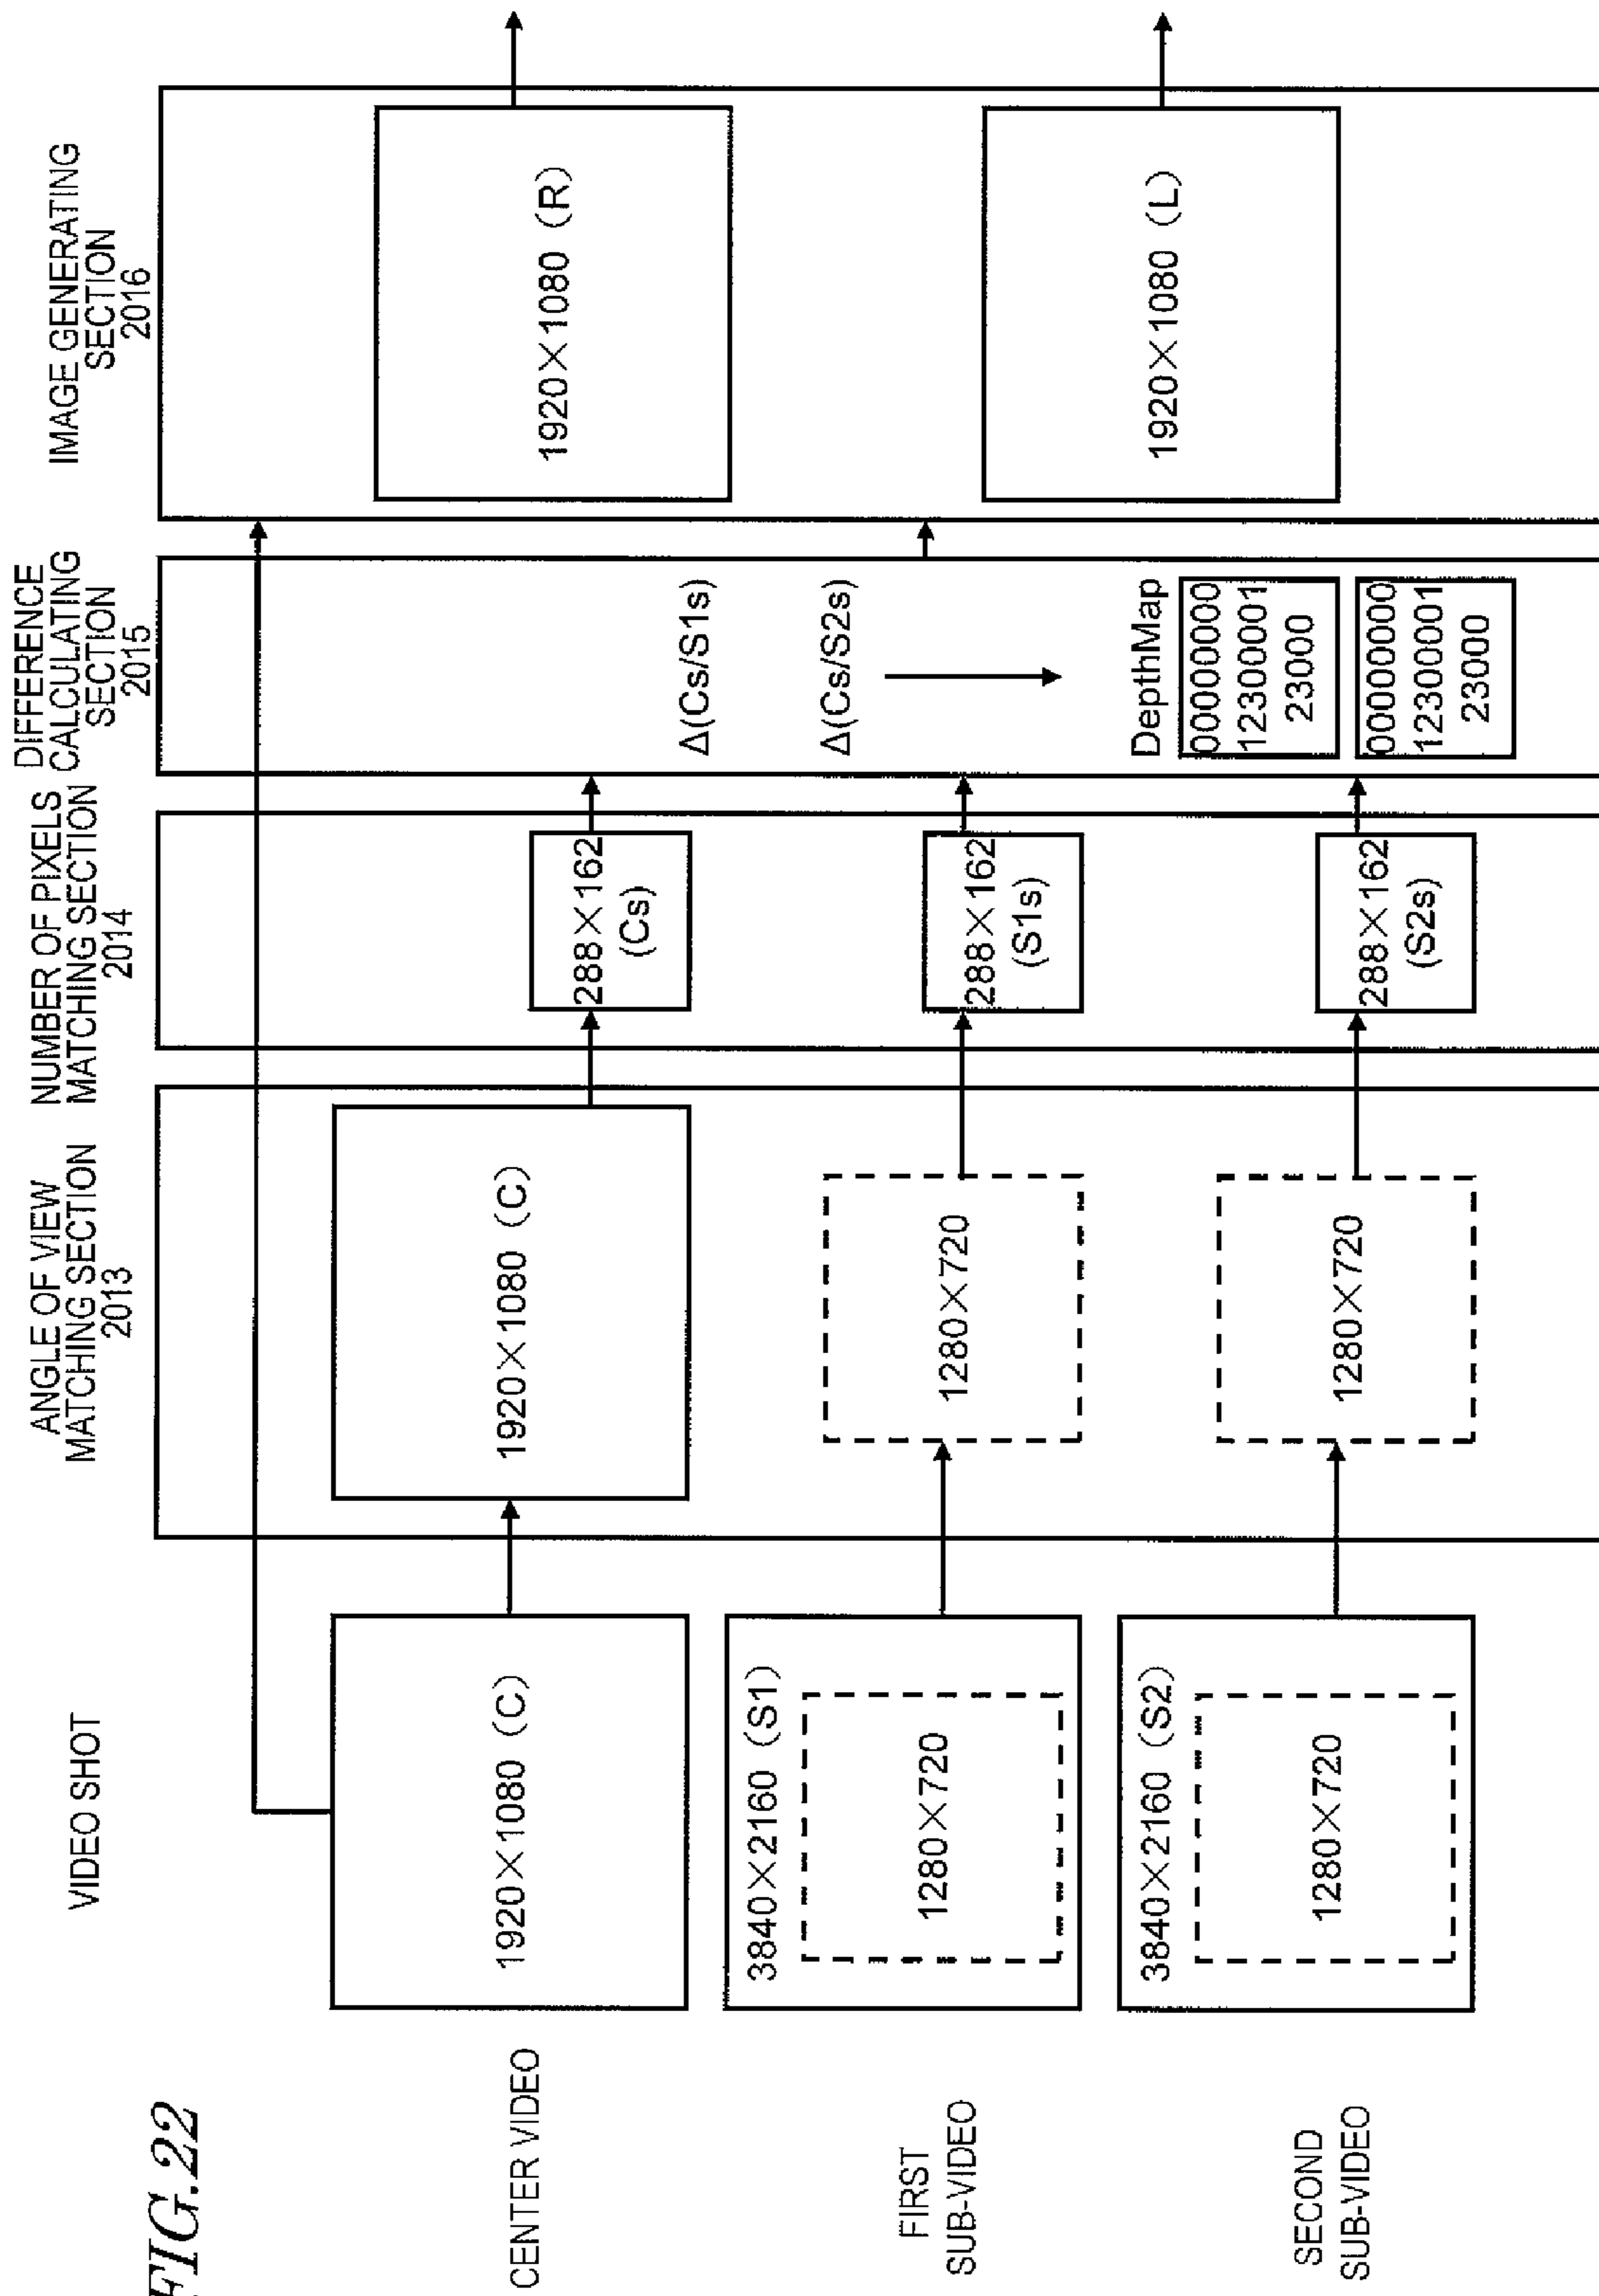 FIG.22
VIDEO SHOT
ANGLE OF VIEW
MATCHING SECTION
2013
NUMBER OF PIXELS
MATCHING SECTION
2014
DIFFERENCE
CALCULATING
SECTION
2015
IMAGE GENERATING
SECTION
2016
CENTER VIDEO
1920×1080 (C)
1920×1080 (C)
288×162
(Cs)
Δ(Cs/S1s)
1920×1080 (R)
FIRST
SUB-VIDEO
3840×2160 (S1)
1280×720
1280×720
288×162
(S1s)
Δ(Cs/S2s)
1920×1080 (L)
SECOND
SUB-VIDEO
3840×2160 (S2)
1280×720
1280×720
288×162
(S2s)
DepthMap
00000000
12300001
23000
00000000
12300001
23000